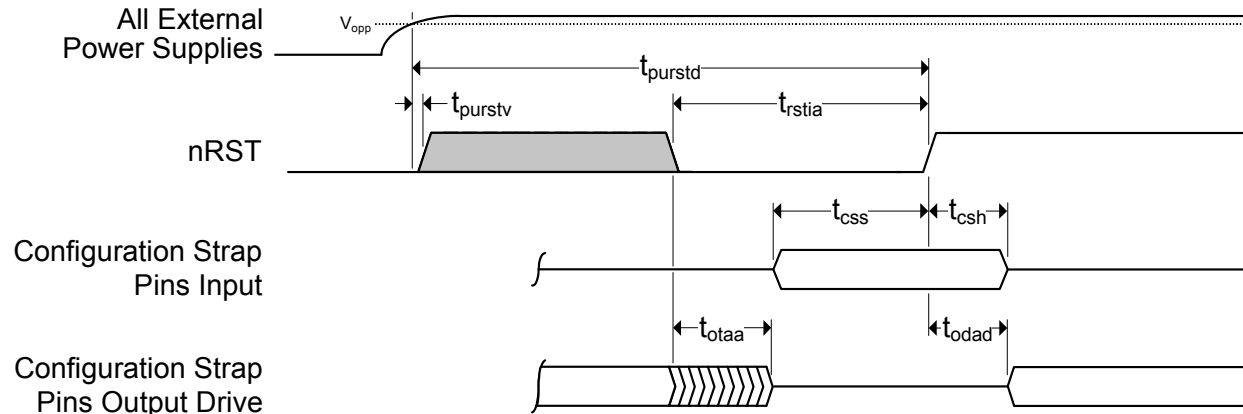 All External
Power Supplies
Vopp
tpurstd
tpurstv
trstia
nRST
tcss
tcsh
Configuration Strap
Pins Input
totaa
todad
Configuration Strap
Pins Output Drive